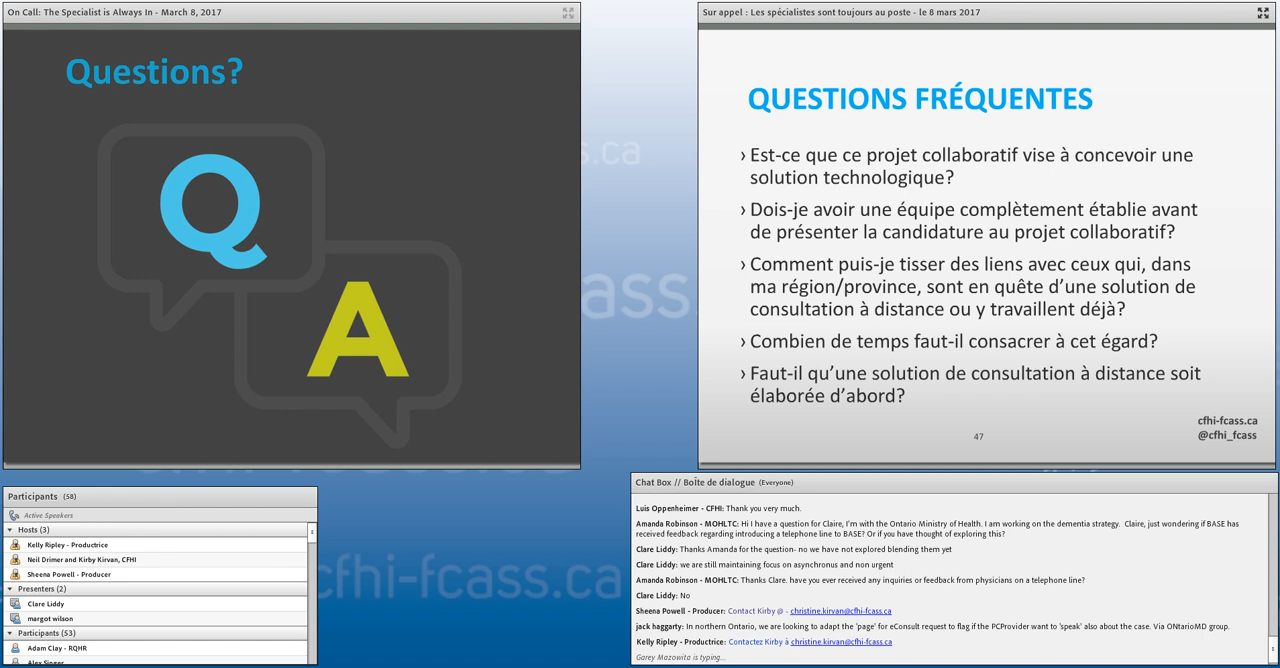 On Call: The Specialist is Always In - March 8, 2017
Questions?
Q
A
Sur appel : Les spécialistes sont toujours au poste - le 8 mars 2017
QUESTIONS FRÉQUENTES
› Est-ce que ce projet collaboratif vise à concevoir une
solution technologique?
› Dois-je avoir une équipe complètement établie avant
de présenter la candidature au projet collaboratif?
› Comment puis-je tisser des liens avec ceux qui, dans
ma région/province, sont en quête d’une solution de
consultation à distance ou y travaillent déjà?
› Combien de temps faut-il consacrer à cet égard?
› Faut-il qu’une solution de consultation à distance soit
élaborée d’abord?
cfhi-fcass.ca
@cfhi_fcass
47
s.ca
ass.
cfhi-fcass.ca
Participants (58)
Active Speakers
Hosts (3)
Kelly Ripley - Productrice
Neil Drimer and Kirby Kirvan, CFHI
Sheena Powell - Producer
Presenters (2)
Clare Liddy
margot wilson
Participants (53)
Adam Clay - RQHR
Alex Singer
Chat Box // Boîte de dialogue (Everyone)
Luis Oppenheimer - CFHI: Thank you very much.
Amanda Robinson - MOHLTC: Hi I have a question for Claire, I'm with the Ontario Ministry of Health. I am working on the dementia strategy. Claire, just wondering if BASE has
received feedback regarding introducing a telephone line to BASE? Or if you have thought of exploring this?
Clare Liddy: Thanks Amanda for the question- no we have not explored blending them yet
Clare Liddy: we are still maintaining focus on asynchronus and non urgent
Amanda Robinson - MOHLTC: Thanks Clare. have you ever received any inquiries or feedback from physicians on a telephone line?
Clare Liddy: No
Sheena Powell - Producer: Contact Kirby @ - christine.kirvan@cfhi-fcass.ca
jack haggarty: In northern Ontario, we are looking to adapt the 'page' for eConsult request to flag if the PCProvider want to 'speak' also about the case. Via ONtarioMD group.
Kelly Ripley - Productrice: Contactez Kirby à christine.kirvan@cfhi-fcass.ca
Garey Mazowita is typing...